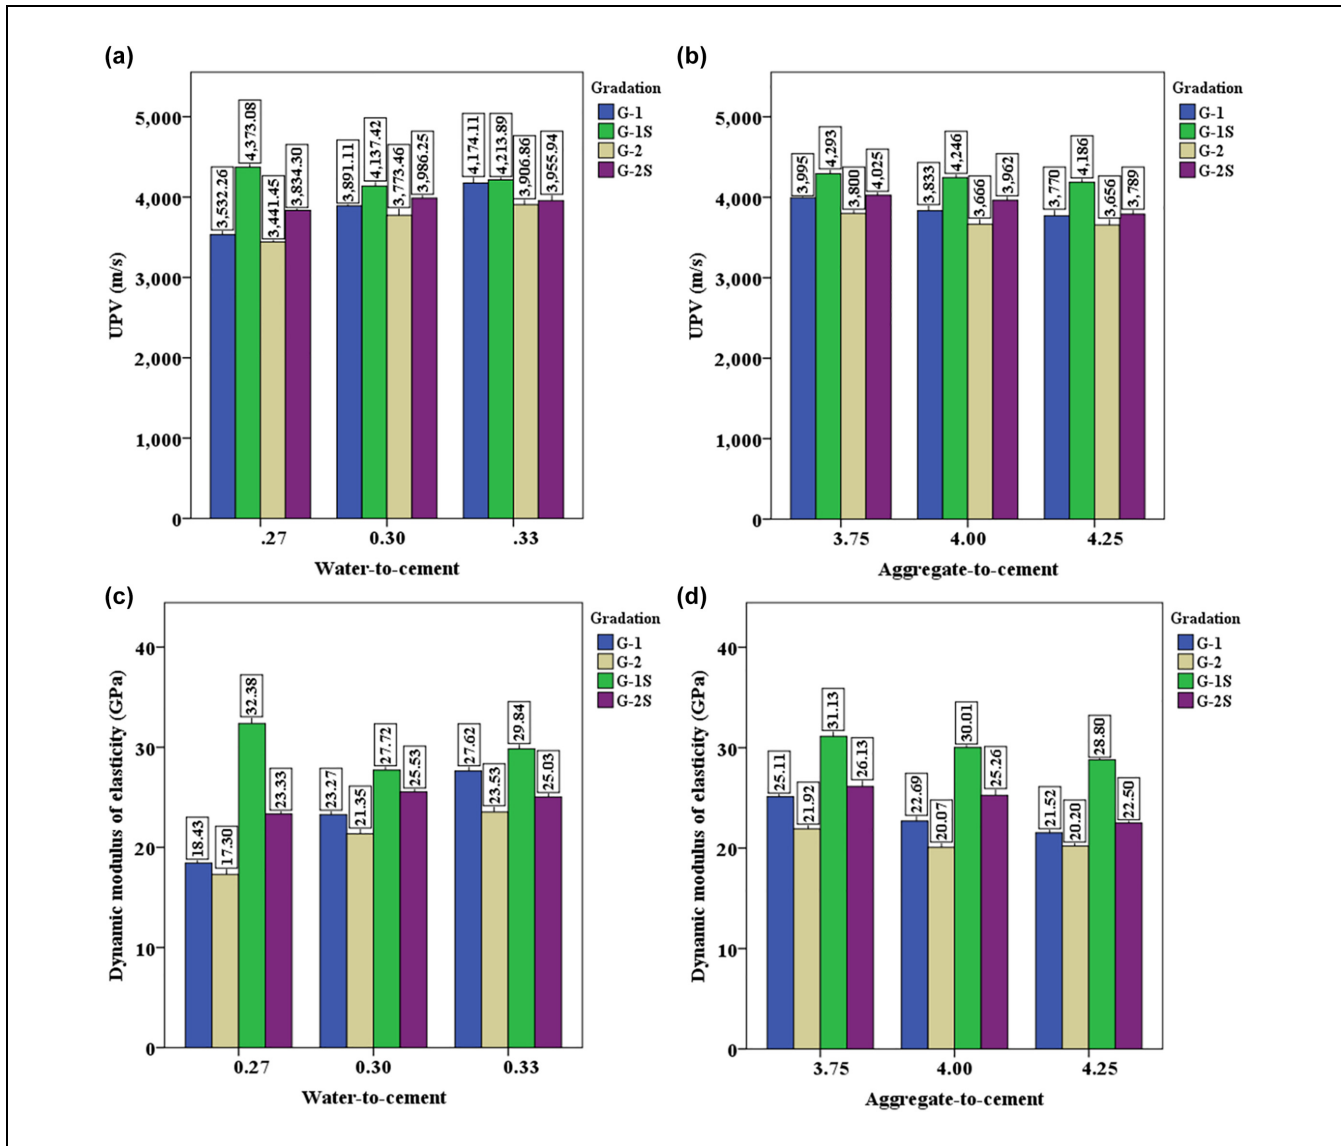 (a)
Gradation
G-1
G-1S
G-2
G-2S
5,000
4,000
3,000
2,000
1,000
0
UPV (m/s)
3,532.26
4,373.08
3,441.45
3,834.30
3,891.11
4,137.42
3,773.46
3,986.25
4,174.11
4,213.89
3,906.86
3,955.94
.27 0.30 .33
Water-to-cement
(b)
Gradation
G-1
G-1S
G-2
G-2S
5,000
4,000
3,000
2,000
1,000
0
UPV (m/s)
3,995
4,293
3,800
4,025
3,833
4,246
3,666
3,962
3,770
4,186
3,656
3,789
3.75 4.00 4.25
Aggregate-to-cement
(c)
Gradation
G-1
G-2
G-1S
G-2S
40
30
20
10
0
Dynamic modulus of elasticity (GPa)
18.43
17.30
32.38
23.33
23.27
21.35
27.72
25.53
27.62
23.53
29.84
25.03
0.27 0.30 0.33
Water-to-cement
(d)
Gradation
G-1
G-2
G-1S
G-2S
40
30
20
10
0
Dynamic modulus of elasticity (GPa)
25.11
21.92
31.13
26.13
22.69
20.07
30.01
25.26
21.52
20.20
28.80
22.50
3.75 4.00 4.25
Aggregate-to-cement